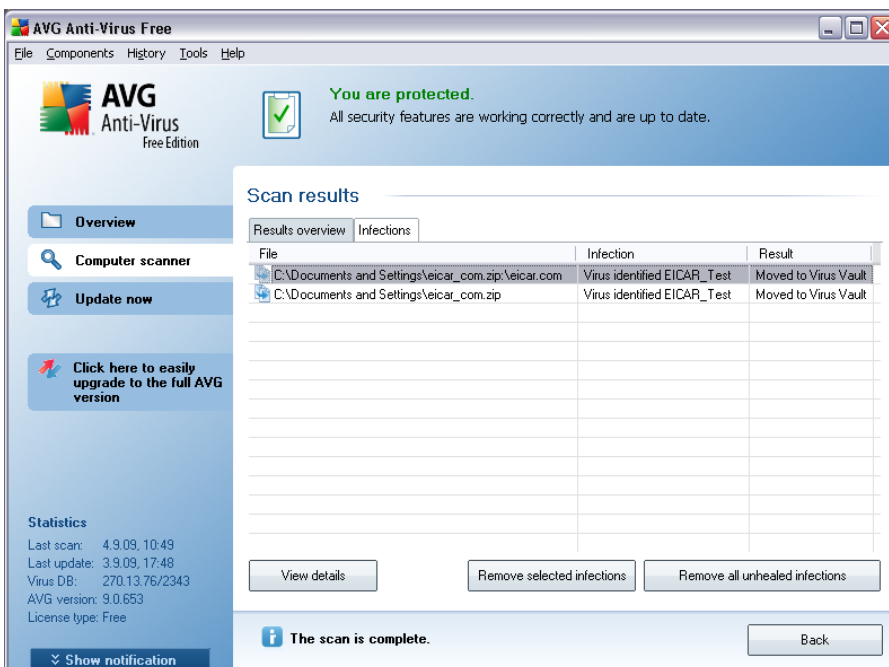 AVG Anti-Virus Free
File Components History Tools Help
AVG
Anti-Virus
Free Edition
You are protected.
All security features are working correctly and are up to date.
Overview
Computer scanner
Update now
Click here to easily
upgrade to the full AVG
version
Scan results
Results overview Infections
File Infection Result
C:\Documents and Settings\eicar_com.zip:\eicar.com Virus identified EICAR_Test Moved to Virus Vault
C:\Documents and Settings\eicar_com.zip Virus identified EICAR_Test Moved to Virus Vault
Statistics
Last scan: 4.9.09, 10:49
Last update: 3.9.09, 17:48
Virus DB: 270.13.76/2343
AVG version: 9.0.653
License type: Free
Show notification
View details Remove selected infections Remove all unhealed infections
The scan is complete.
Back